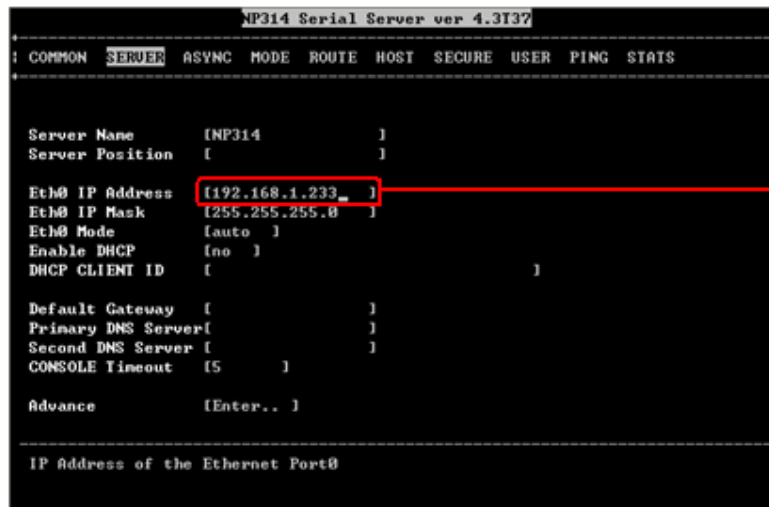 NP314 Serial Server ver 4.3T37
COMMON SERVER ASYNC MODE ROUTE HOST SECURE USER PING STATS
Server Name [NP314 ]
Server Position [ ]
Eth0 IP Address [192.168.1.233_ ]
Eth0 IP Mask [255.255.255.0 ]
Eth0 Mode [auto ]
Enable DHCP [no ]
DHCP CLIENT ID [ ]
Default Gateway [ ]
Primary DNS Server[ ]
Second DNS Server [ ]
CONSOLE Timeout [5 ]
Advance [Enter.. ]
IP Address of the Ethernet Port0